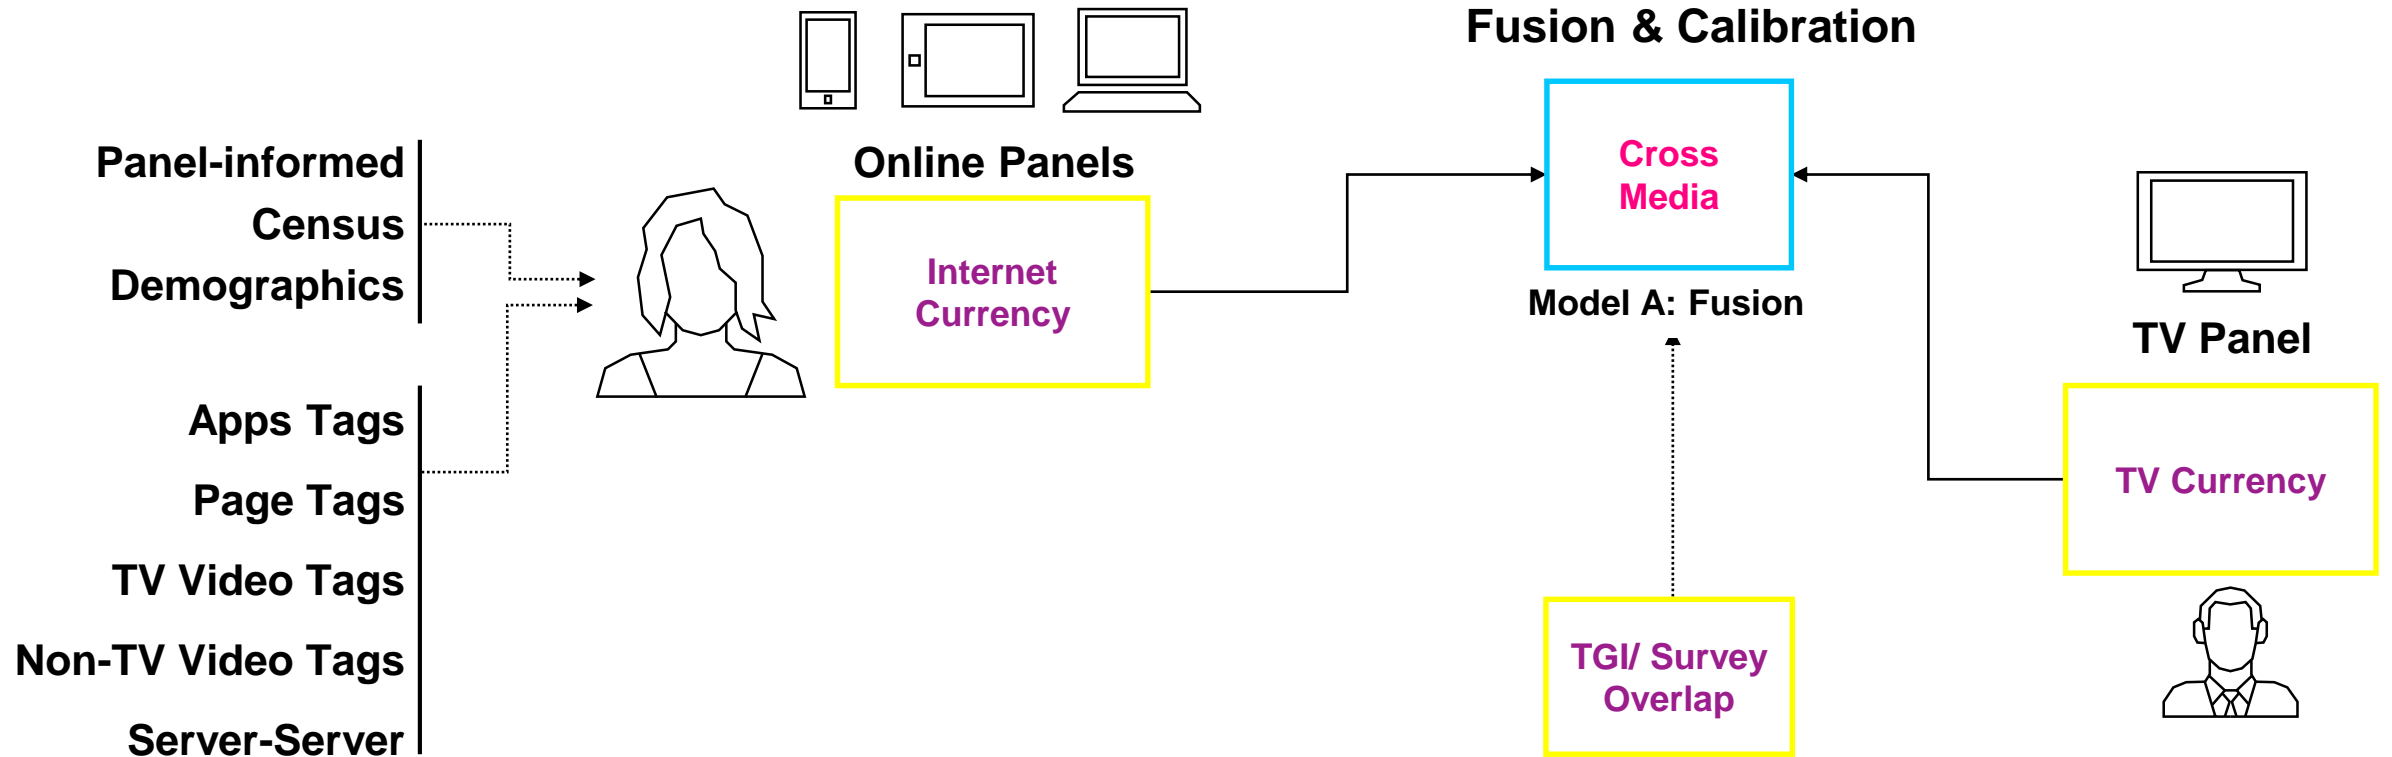 Fusion & Calibration
Panel-informed
Census
Demographics
Apps Tags
Page Tags
TV Video Tags
Non-TV Video Tags
Server-Server
Online Panels
Internet
Currency
Cross
Media
Model A: Fusion
TGI/ Survey
Overlap
TV Panel
TV Currency